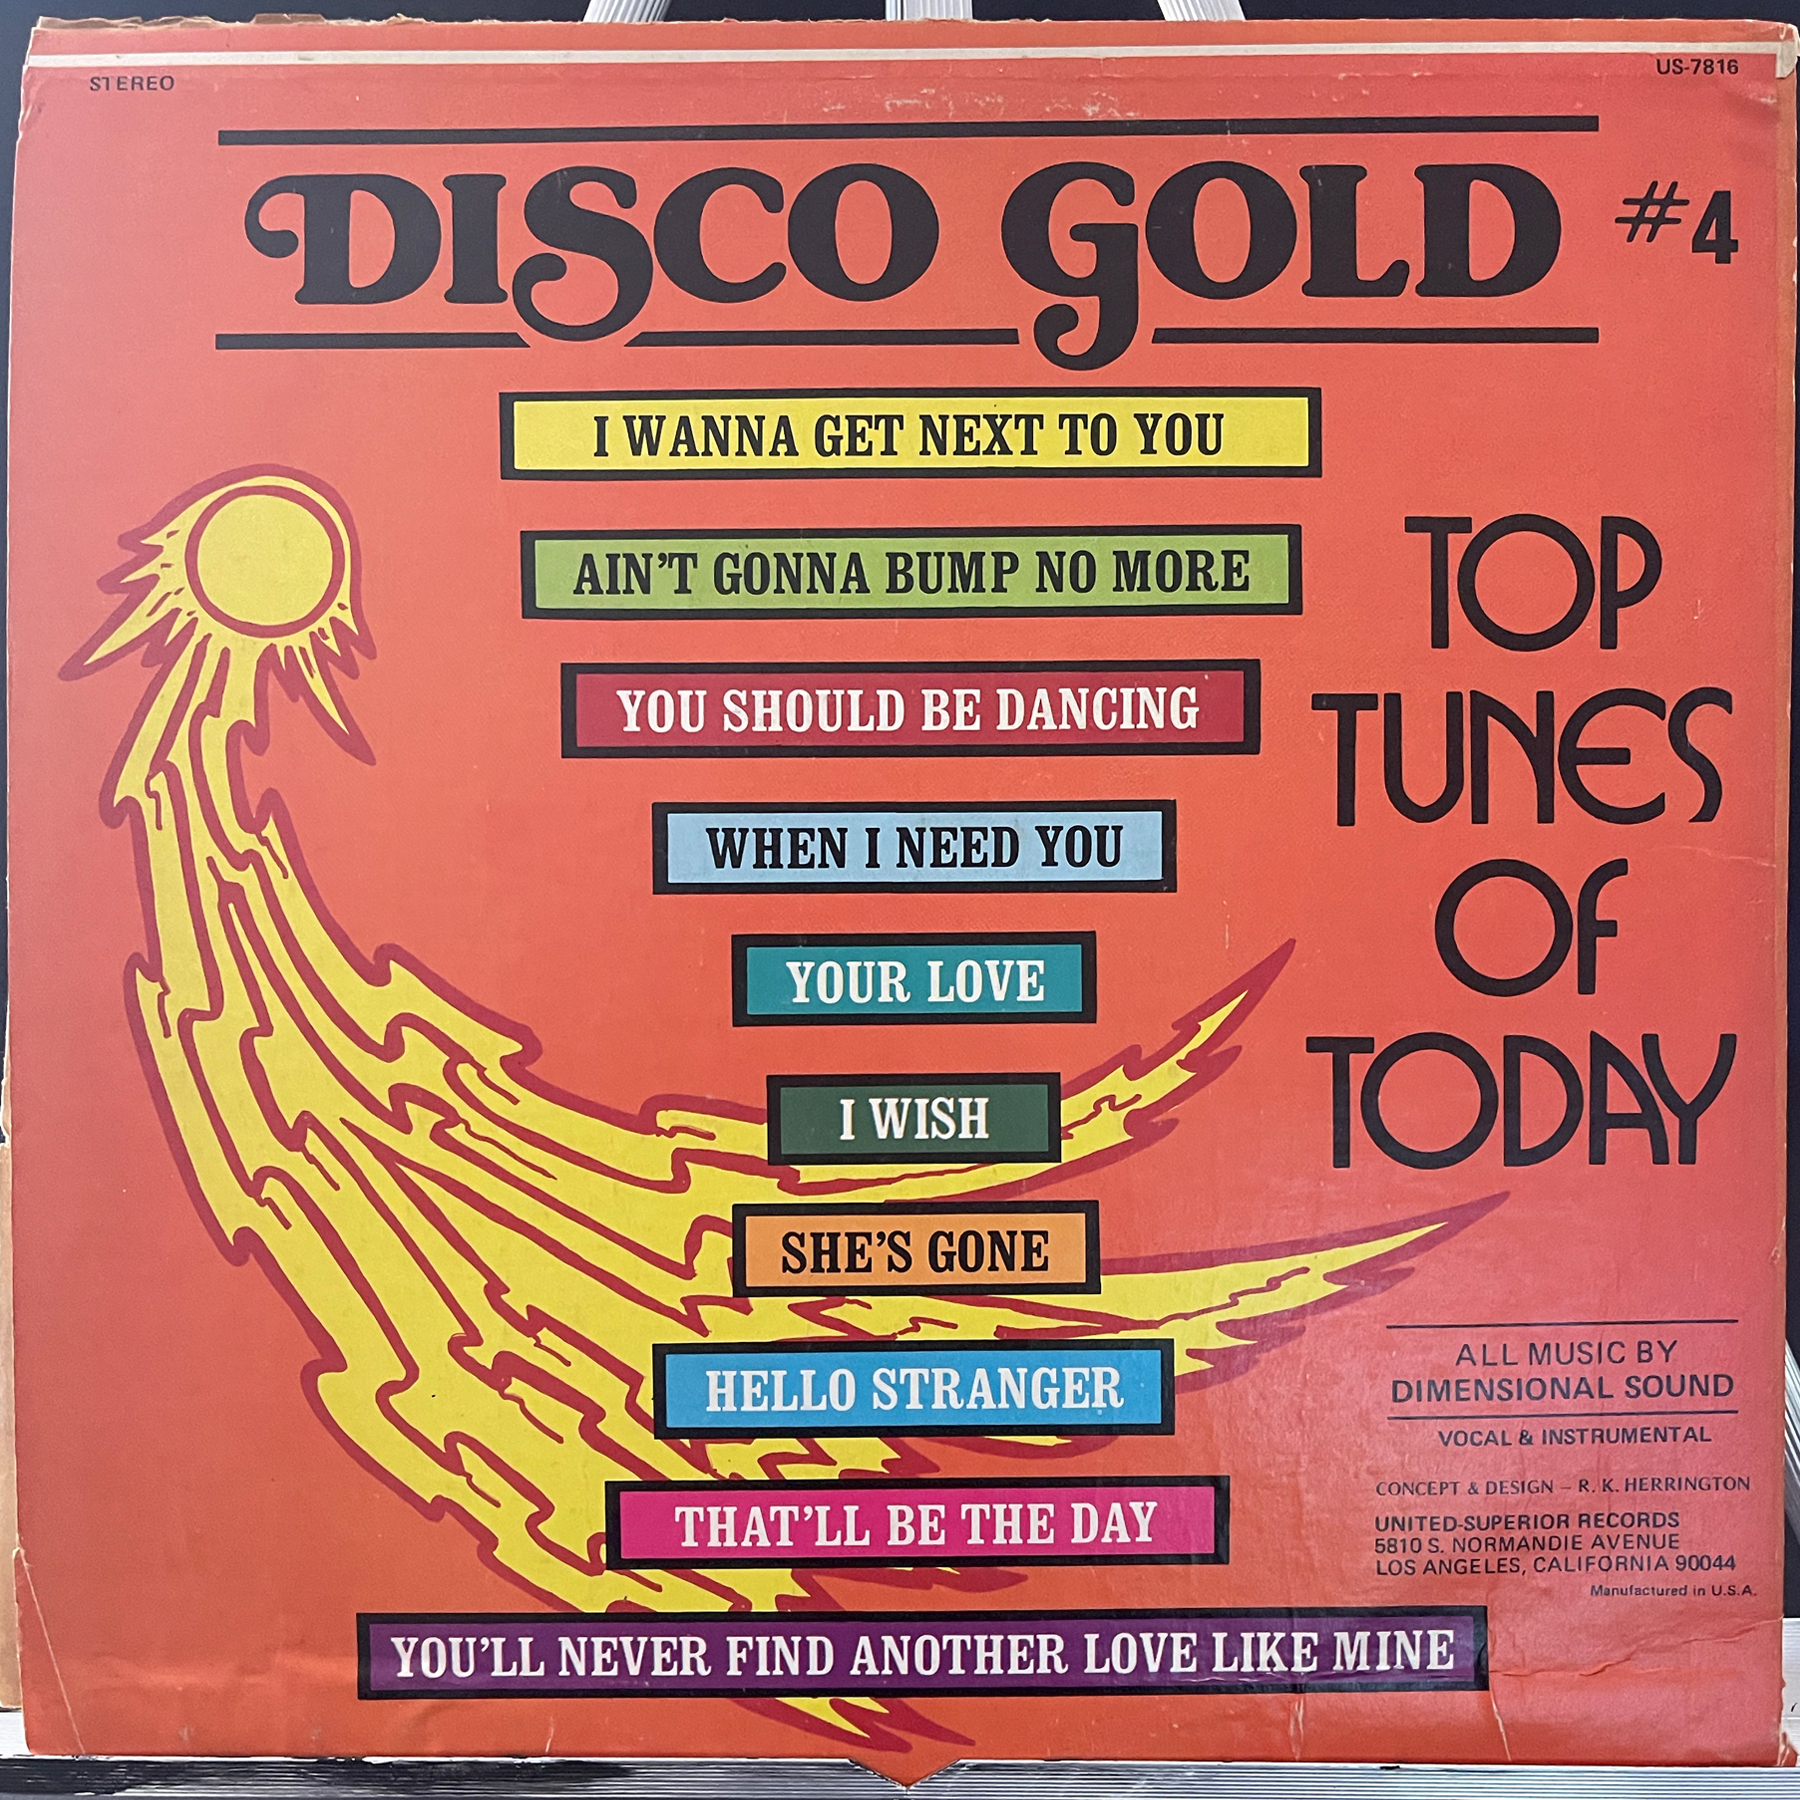 STEREO
US-7816
DISCO GOLD #4
I WANNA GET NEXT TO YOU
AIN'T GONNA BUMP NO MORE
YOU SHOULD BE DANCING
WHEN I NEED YOU
YOUR LOVE
I WISH
SHE'S GONE
HELLO STRANGER
THAT'LL BE THE DAY
YOU'LL NEVER FIND ANOTHER LOVE LIKE MINE
TOP
TUNES
OF
TODAY
ALL MUSIC BY
DIMENSIONAL SOUND
VOCAL & INSTRUMENTAL
CONCEPT & DESIGN – R. K. HERRINGTON
UNITED-SUPERIOR RECORDS
5810 S. NORMANDIE AVENUE
LOS ANGELES, CALIFORNIA 90044
Manufactured in U.S.A.